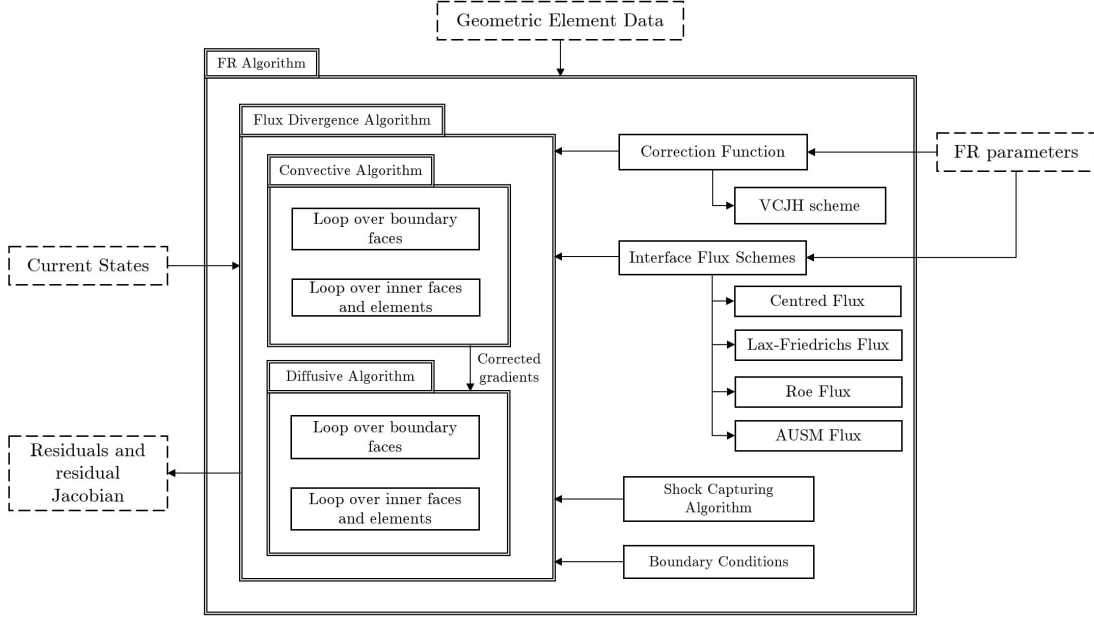 Geometric Element Data
FR Algorithm
Flux Divergence Algorithm
Convective Algorithm
Loop over boundary
faces
Loop over inner faces
and elements
Corrected
gradients
Diffusive Algorithm
Loop over boundary
faces
Loop over inner faces
and elements
Current States
Residuals and
residual
Jacobian
Correction Function
VCJH scheme
FR parameters
Interface Flux Schemes
Centred Flux
Lax-Friedrichs Flux
Roe Flux
AUSM Flux
Shock Capturing
Algorithm
Boundary Conditions